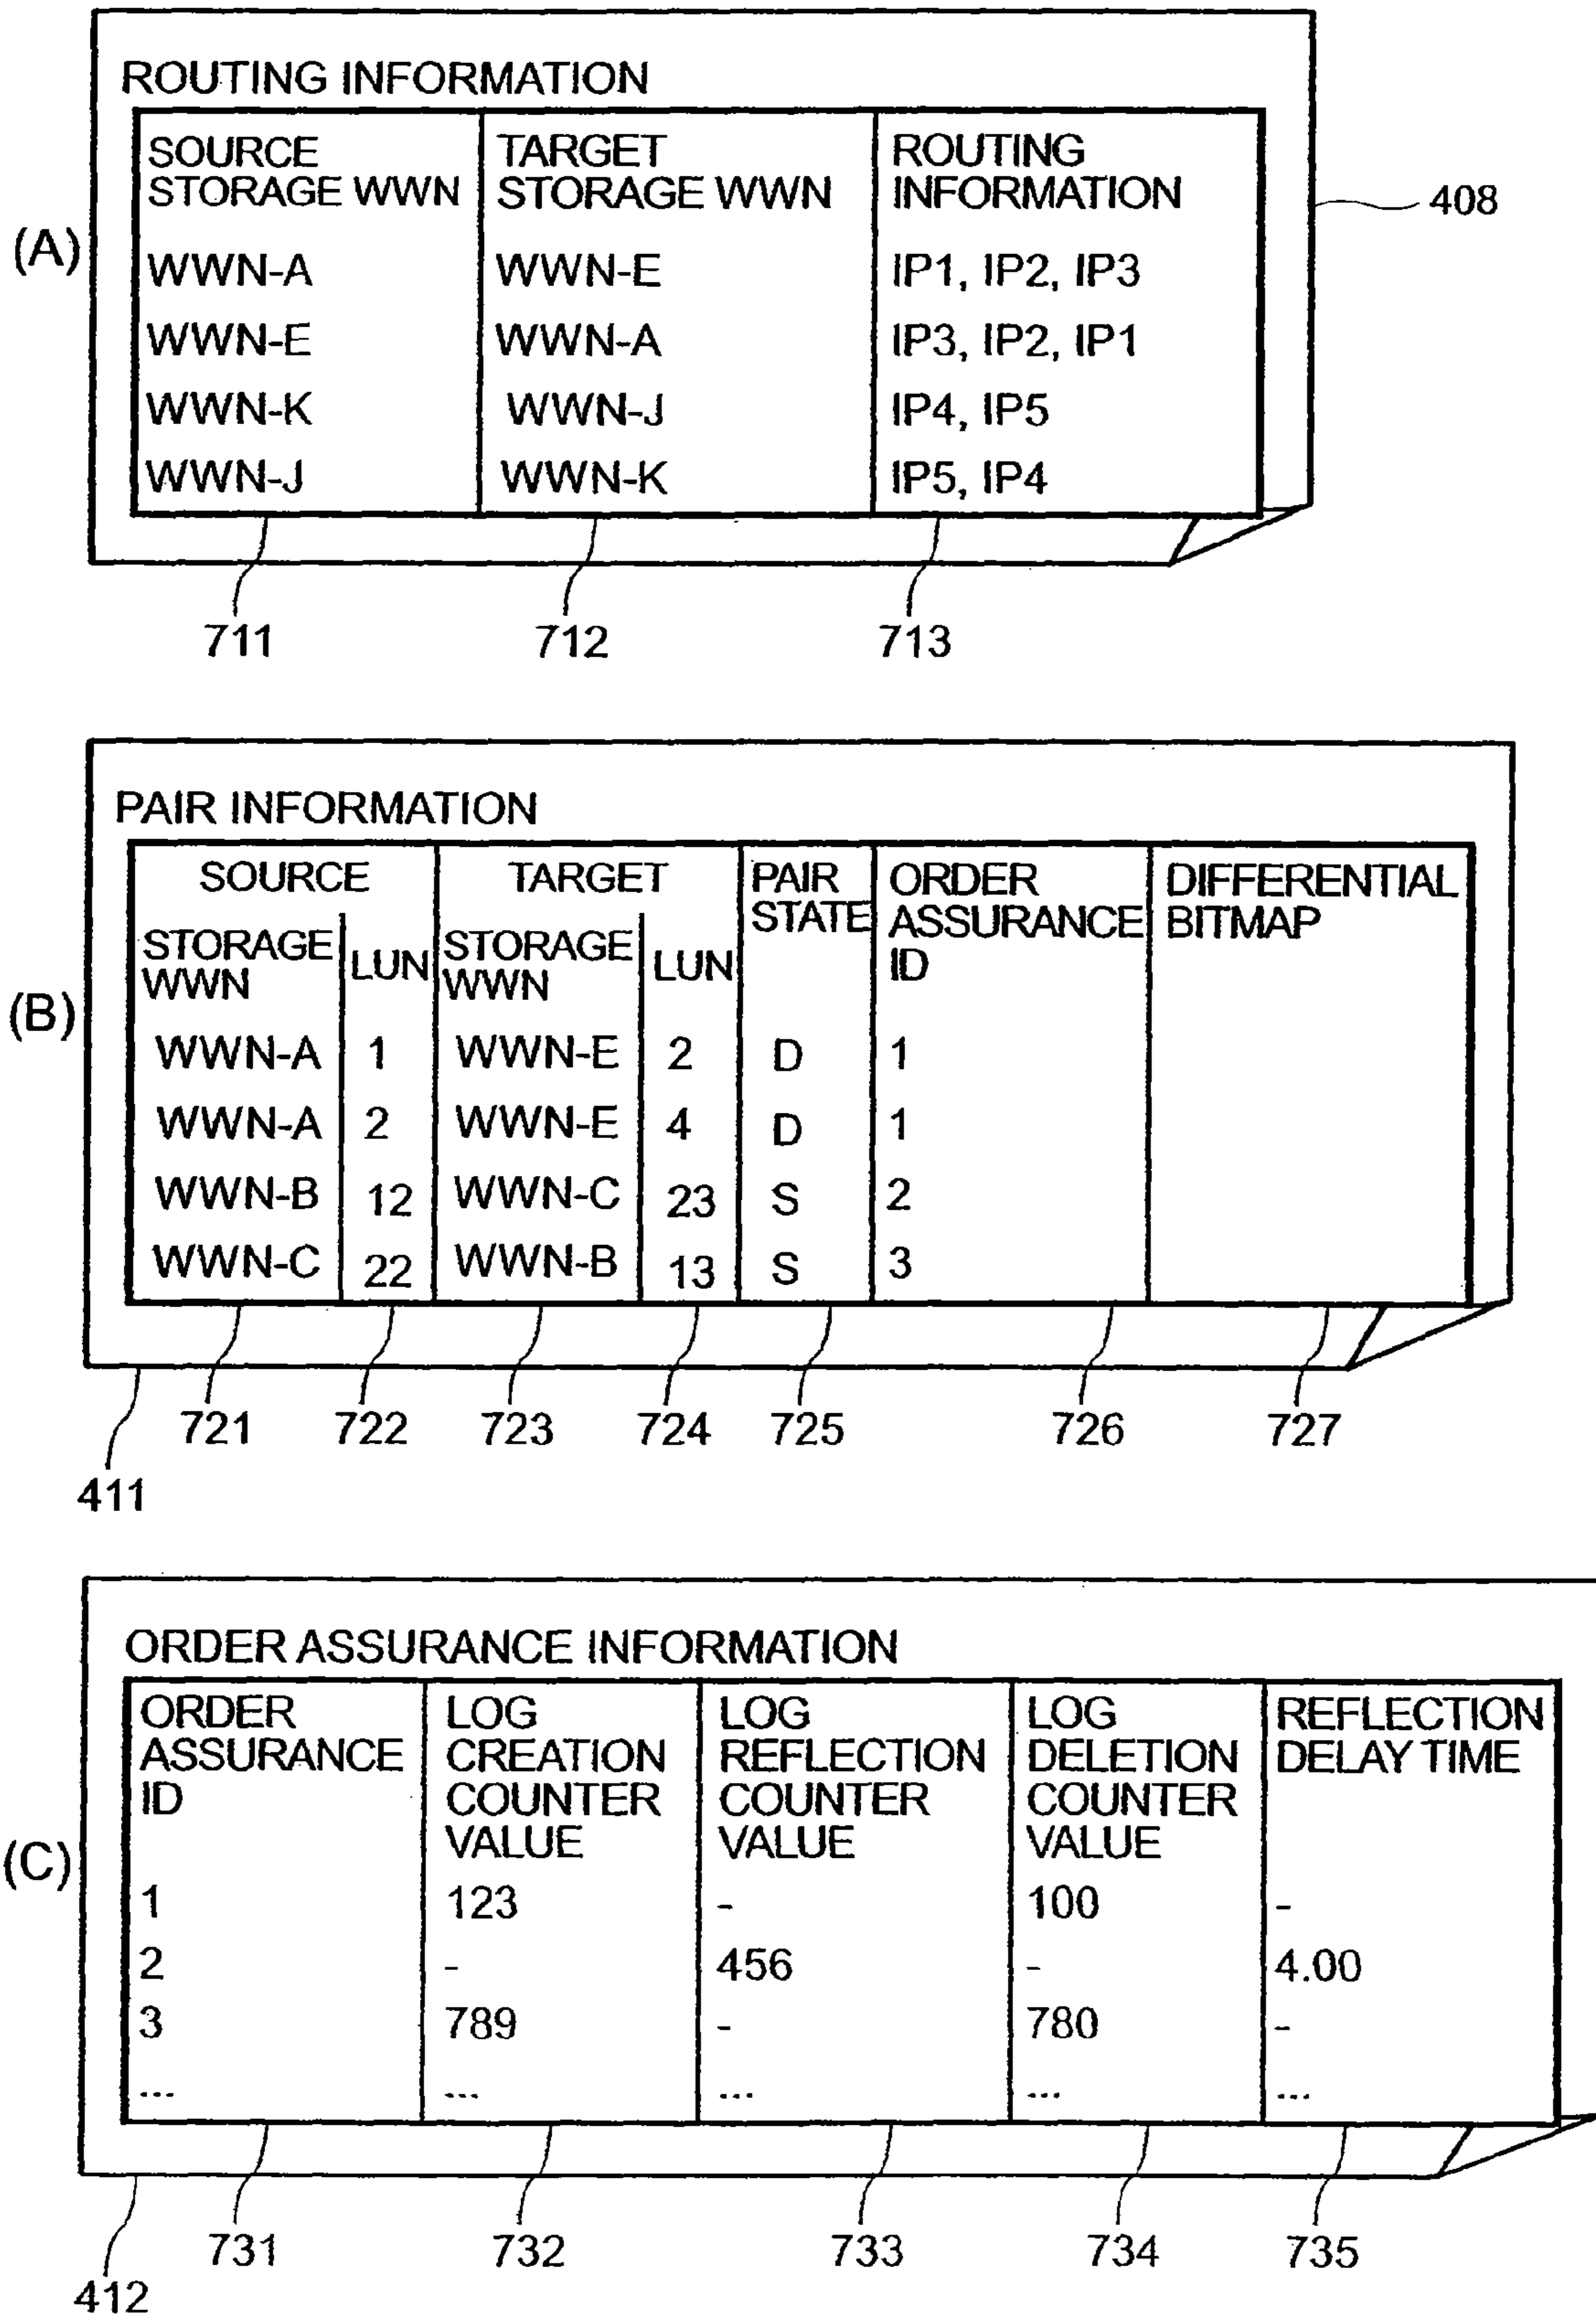 ROUTING INFORMATION
SOURCE STORAGE WWN TARGET STORAGE WWN ROUTING INFORMATION
408
(A)
WWN-A WWN-E IP1, IP2, IP3
WWN-E WWN-A IP3, IP2, IP1
WWN-K WWN-J IP4, IP5
WWN-J WWN-K IP5, IP4
711 712 713
PAIR INFORMATION
SOURCE TARGET PAIR STATE ORDER ASSURANCE ID DIFFERENTIAL BITMAP
STORAGE WWN LUN STORAGE WWN LUN
(B)
WWN-A 1 WWN-E 2 D 1
WWN-A 2 WWN-E 4 D 1
WWN-B 12 WWN-C 23 S 2
WWN-C 22 WWN-B 13 S 3
721 722 723 724 725 726 727
411
ORDER ASSURANCE INFORMATION
ORDER ASSURANCE ID LOG CREATION COUNTER VALUE LOG REFLECTION COUNTER VALUE LOG DELETION COUNTER VALUE REFLECTION DELAY TIME
(C)
1 123 - 100 -
2 - 456 - 4.00
3 789 - 780 -
... ... ... ... ...
731 732 733 734 735
412